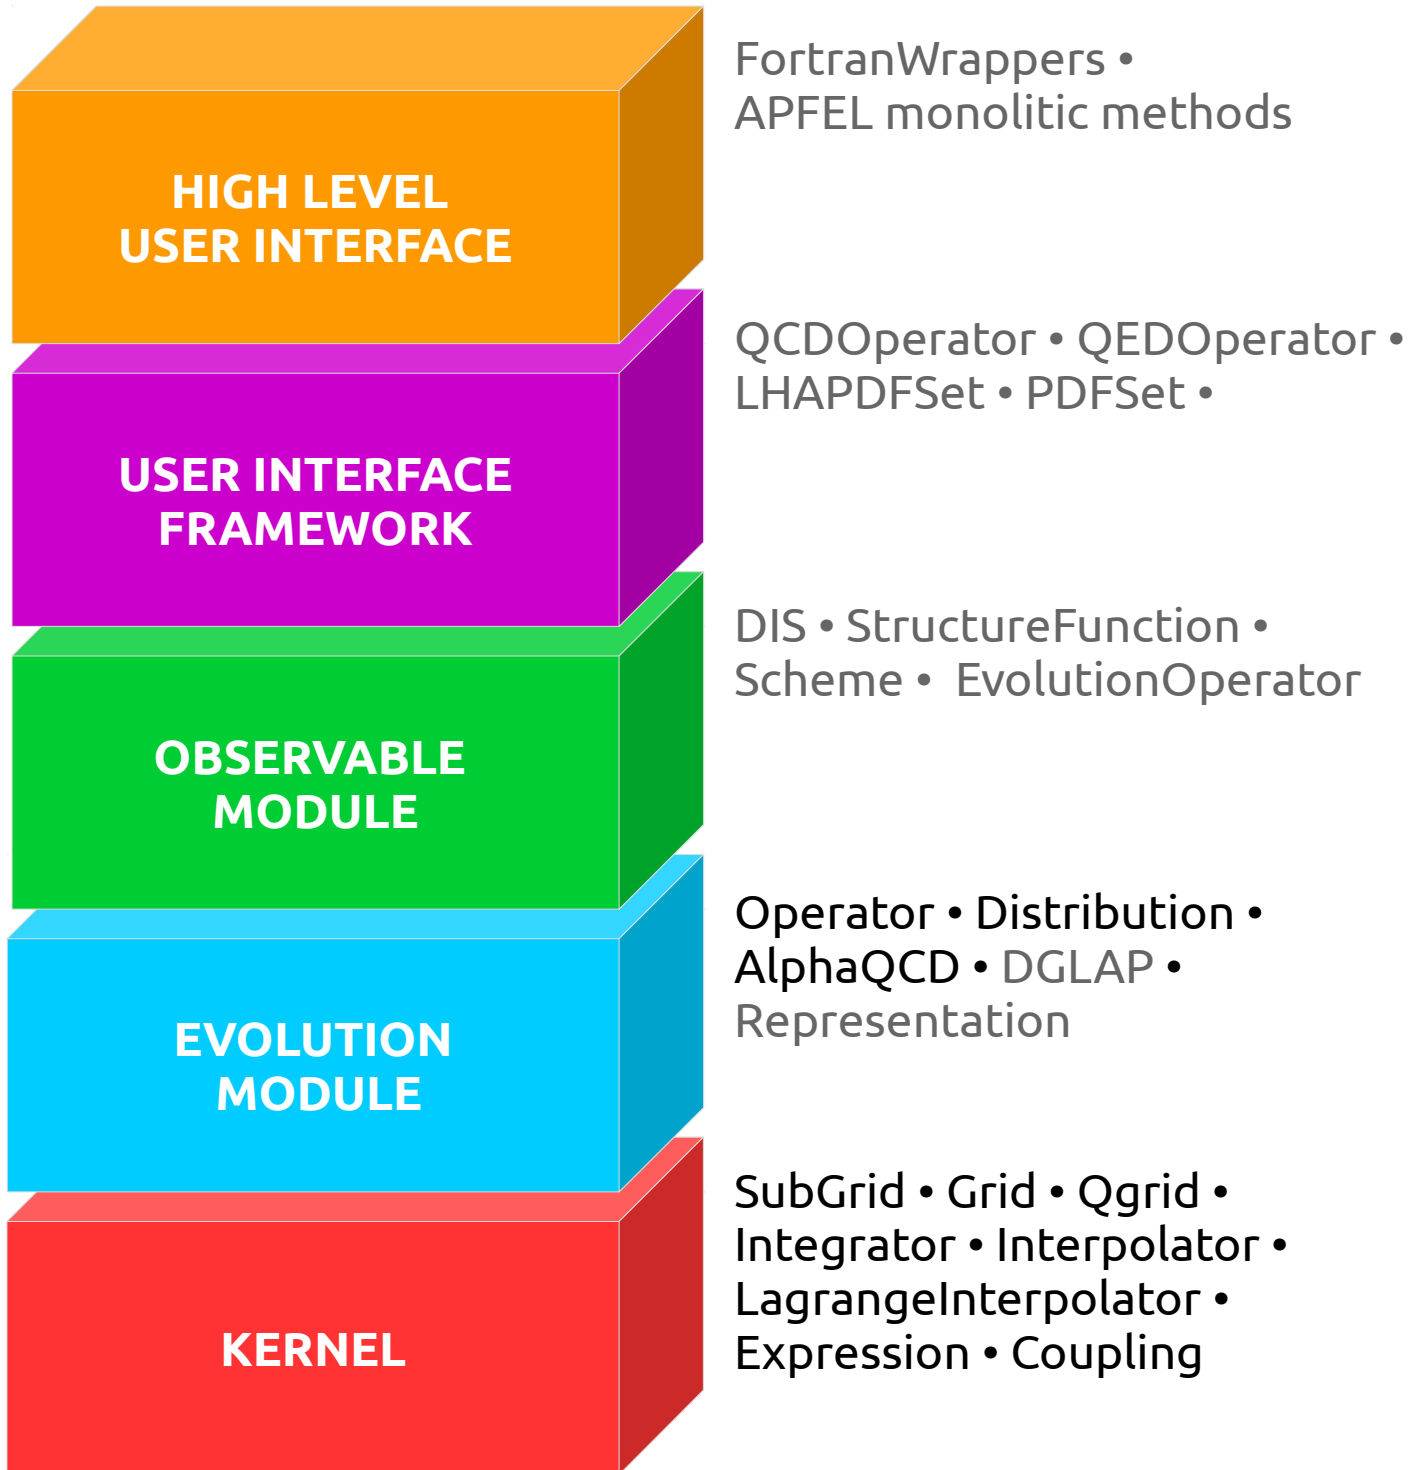 FortranWrappers •
APFEL monolitic methods
HIGH LEVEL
USER INTERFACE
QCDOperator • QEDOperator •
LHAPDFSet • PDFSet •
USER INTERFACE
FRAMEWORK
DIS • StructureFunction •
Scheme • EvolutionOperator
OBSERVABLE
MODULE
Operator • Distribution •
AlphaQCD • DGLAP •
Representation
EVOLUTION
MODULE
SubGrid • Grid • Qgrid •
Integrator • Interpolator •
LagrangeInterpolator •
Expression • Coupling
KERNEL